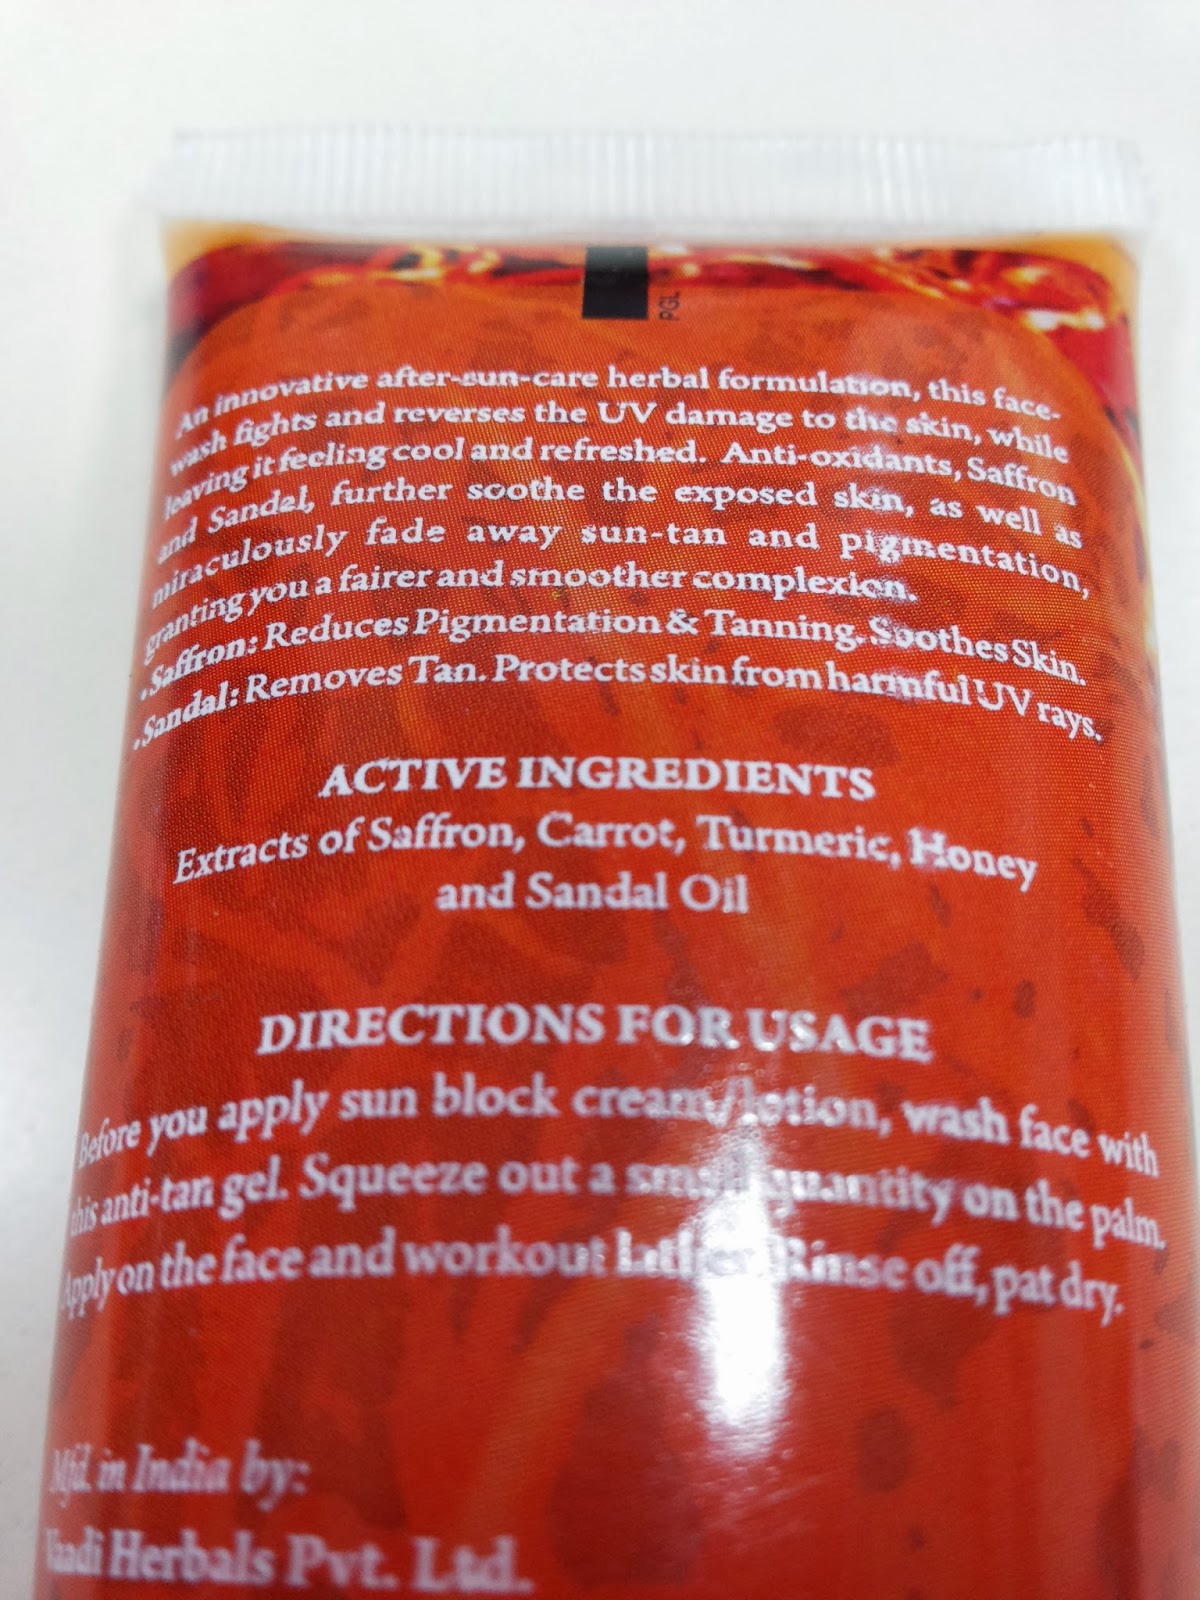 PGL
An innovative after-sun-care herbal formulation, this face-
wash fights and reverses the UV damage to the skin, while
leaving it feeling cool and refreshed. Anti-oxidants, Saffron
and Sandal, further soothe the exposed skin, as well as
miraculously fade away sun-tan and pigmentation,
granting you a fairer and smoother complexion.
• Saffron: Reduces Pigmentation & Tanning. Soothes Skin.
• Sandal: Removes Tan. Protects skin from harmful UV rays.
ACTIVE INGREDIENTS
Extracts of Saffron, Carrot, Turmeric, Honey
and Sandal Oil
DIRECTIONS FOR USAGE
Before you apply sun block cream/lotion, wash face with
this anti-tan gel. Squeeze out a small quantity on the palm.
Apply on the face and workout lather. Rinse off, pat dry.
Mfd. in India by:
Vaadi Herbals Pvt. Ltd.